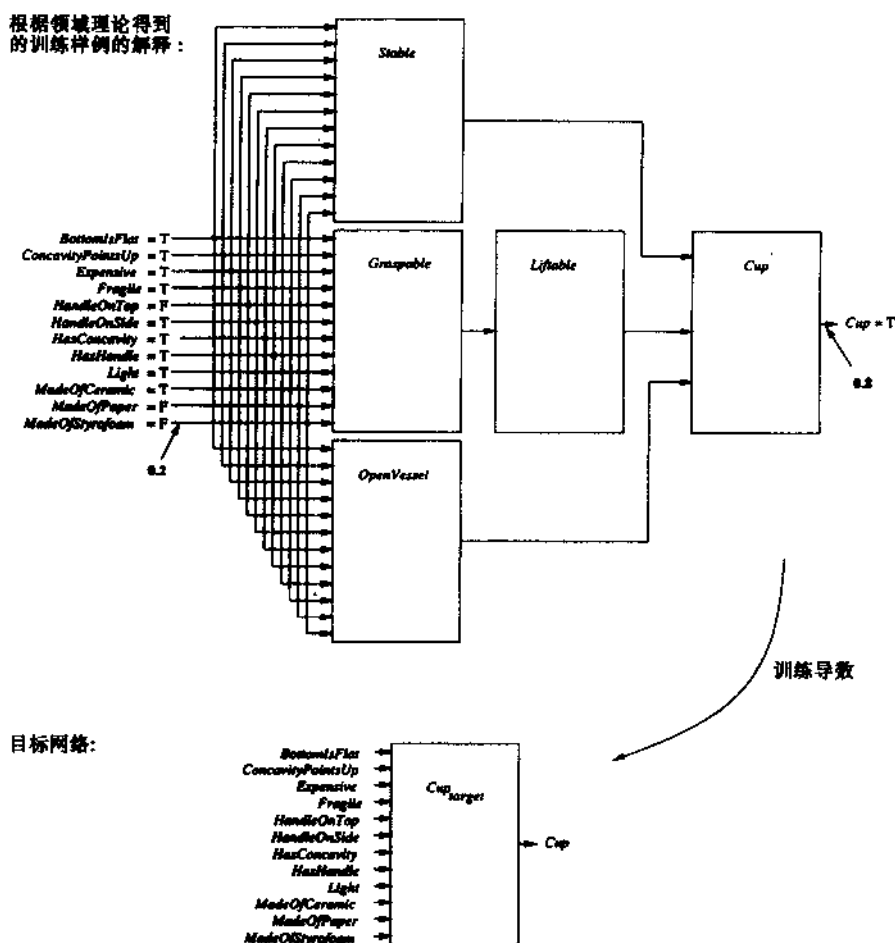 根椐领域理论得到
的训练样例的解释：
Stable
BottomIsFlat = T
ConcavityPointsUp = T
Expensive = T
Fragile = T
HandleOnTop = F
HandleOnSide = T
HasConcavity = T
HasHandle = T
Light = T
MadeOfCeramic = T
MadeOfPaper = F
MadeOfStyrofoam = F
0.2
Graspable
Liftable
Cup
Cup = T
0.8
OpenVessel
训练导数
目标网络:
BottomIsFlat
ConcavityPointsUp
Expensive
Fragile
HandleOnTop
HandleOnSide
HasConcavity
HasHandle
Light
MadeOfCeramic
MadeOfPaper
MadeOfStyrofoam
Cup target
Cup